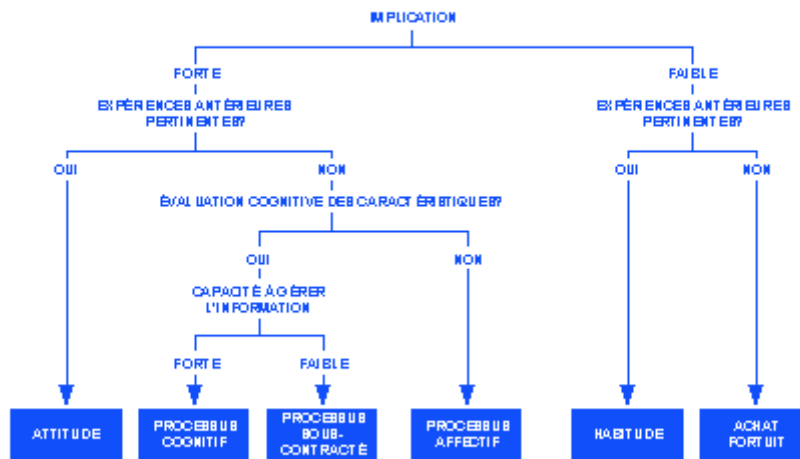 IMPLICATION
FORTE
FAIBLE
EXPÉRIENCES ANTÉRIEURES
PERTINENTES?
EXPÉRIENCES ANTÉRIEURES
PERTINENTES?
OUI
NON
OUI
NON
ÉVALUATION COGNITIVE DES CARACTÉRISTIQUES?
OUI
NON
CAPACITÉ À GÉRER
L'INFORMATION
FORTE
FAIBLE
ATTITUDE
PROCESSUS
COGNITIF
PROCESSUS
SOUS-
CONTRACTÉ
PROCESSUS
AFFECTIF
HABITUDE
ACHAT
FORTUIT